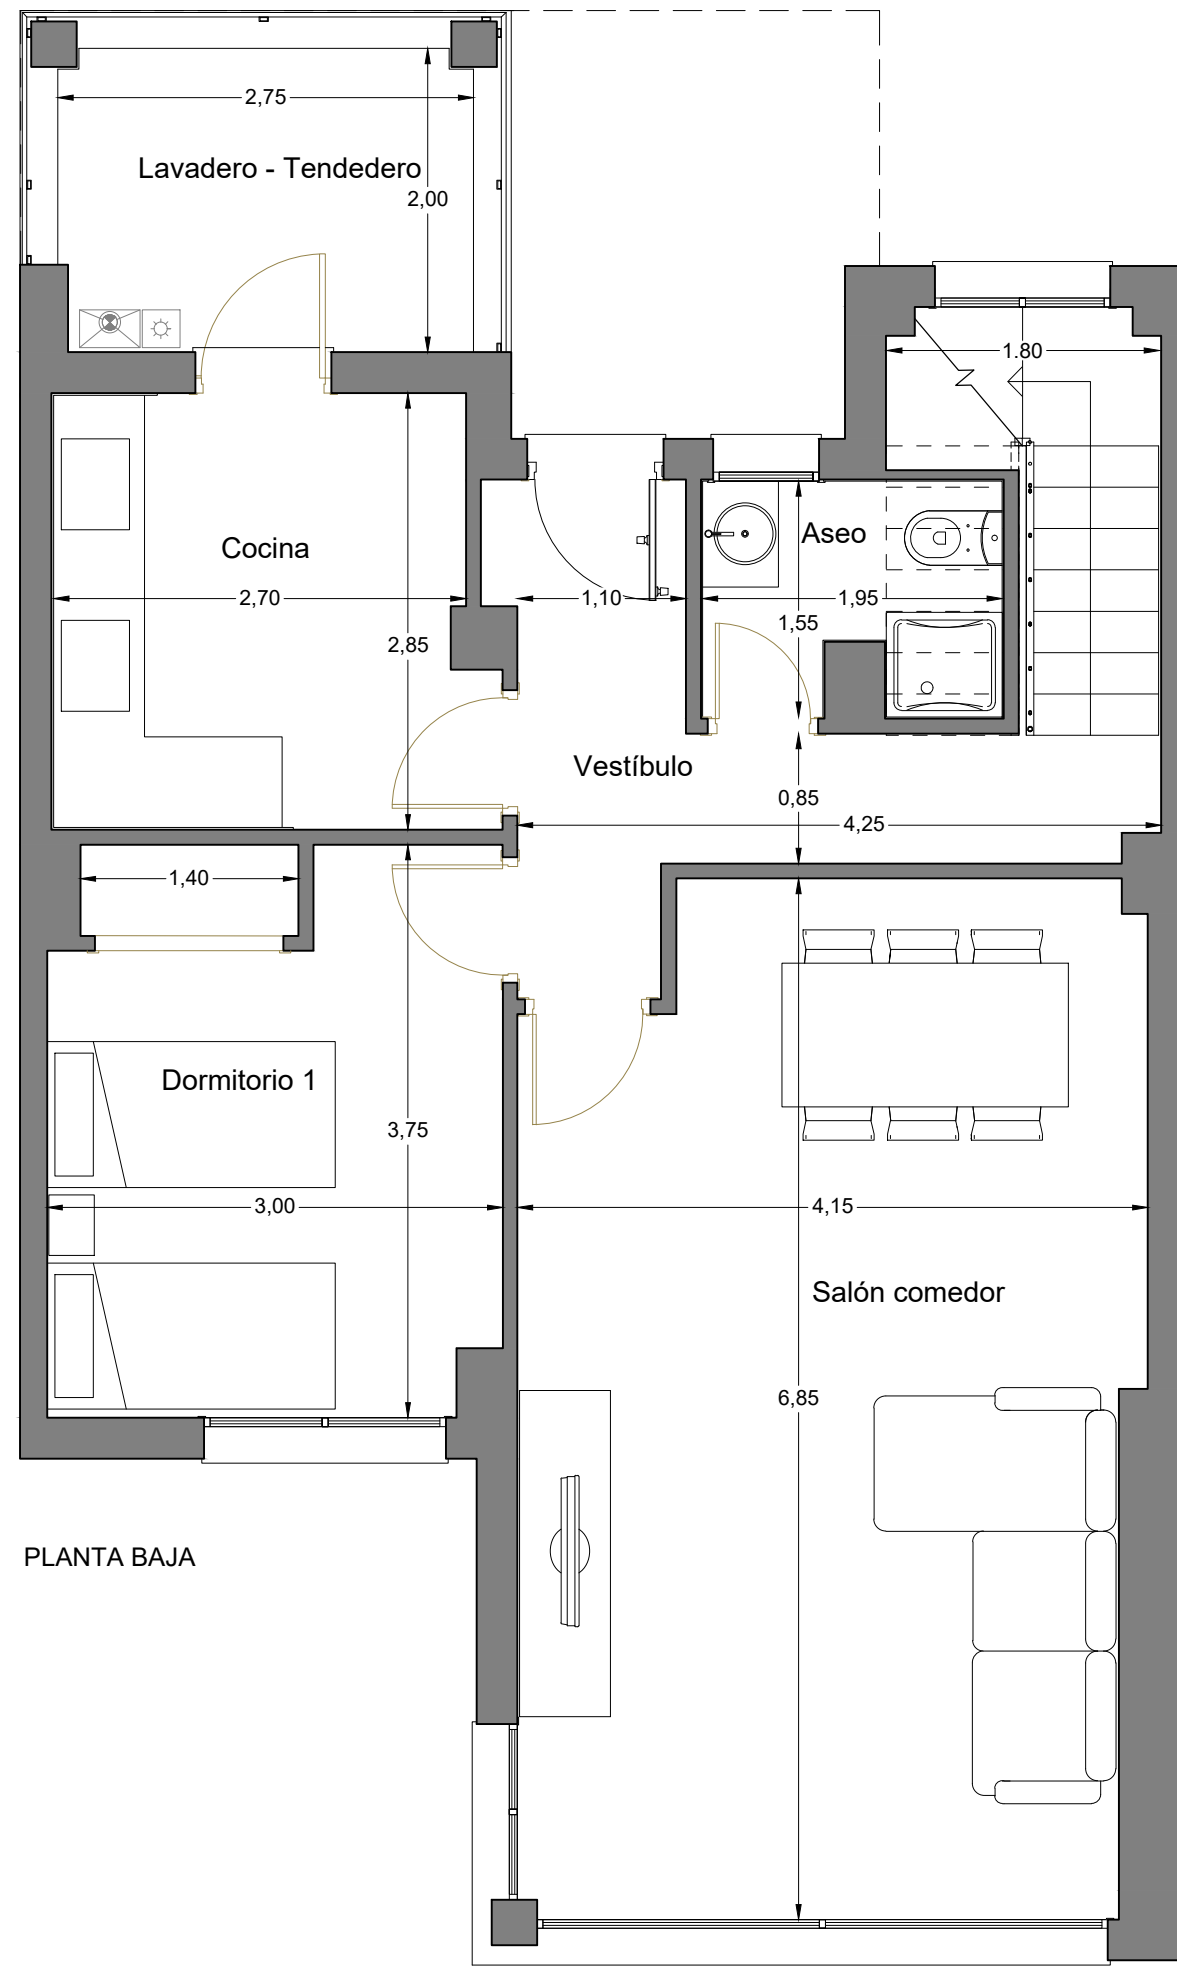 2,75
Lavadero - Tendedero
2,00
1.80
Cocina
Aseo
2,70
1,10
1,95
1,55
2,85
Vestíbulo
0,85
4,25
1,40
Dormitorio 1
3,75
3,00
4,15
Salón comedor
6,85
PLANTA BAJA